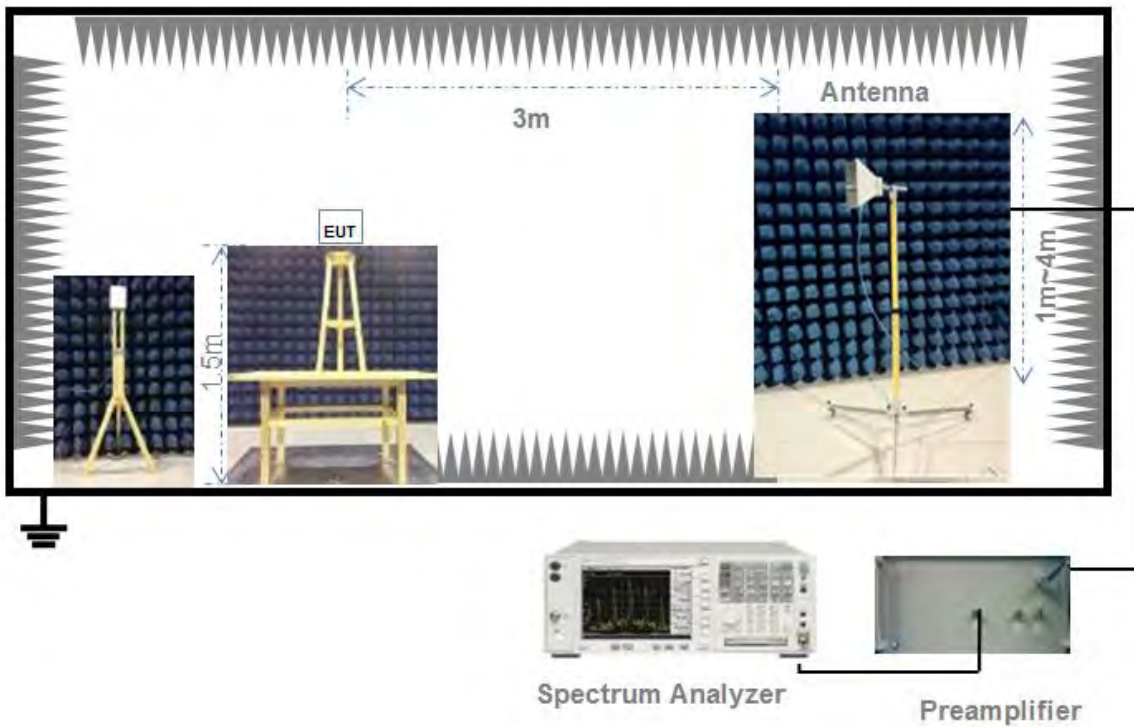 Antenna
3m
EUT
1.5m
1m~4m
Spectrum Analyzer
Preamplifier